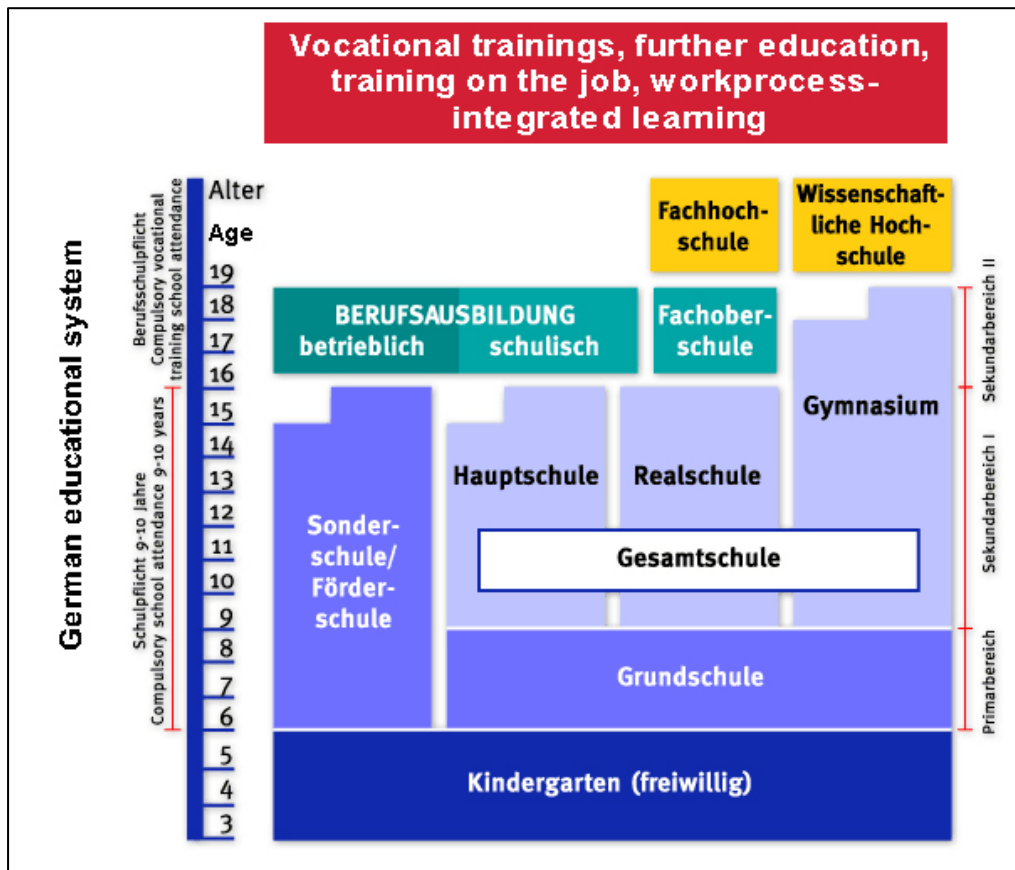 Vocational trainings, further education,
training on the job, workprocess-
integrated learning
German educational system
Berufsschulpflicht
Compulsory vocational
training school attendance
Schulpflicht 9-10 Jahre
Compulsory school attendance 9-10 years
Alter
Age
19
18
17
16
15
14
13
12
11
10
9
8
7
6
5
4
3
Fachhoch-
schule
Wissenschaft-
liche Hoch-
schule
BERUFSAUSBILDUNG
betrieblich schulisch
Fachober-
schule
Gymnasium
Hauptschule
Realschule
Sonder-
schule/
Förder-
schule
Gesamtschule
Grundschule
Kindergarten (freiwillig)
Sekundarbereich II
Sekundarbereich I
Primarbereich